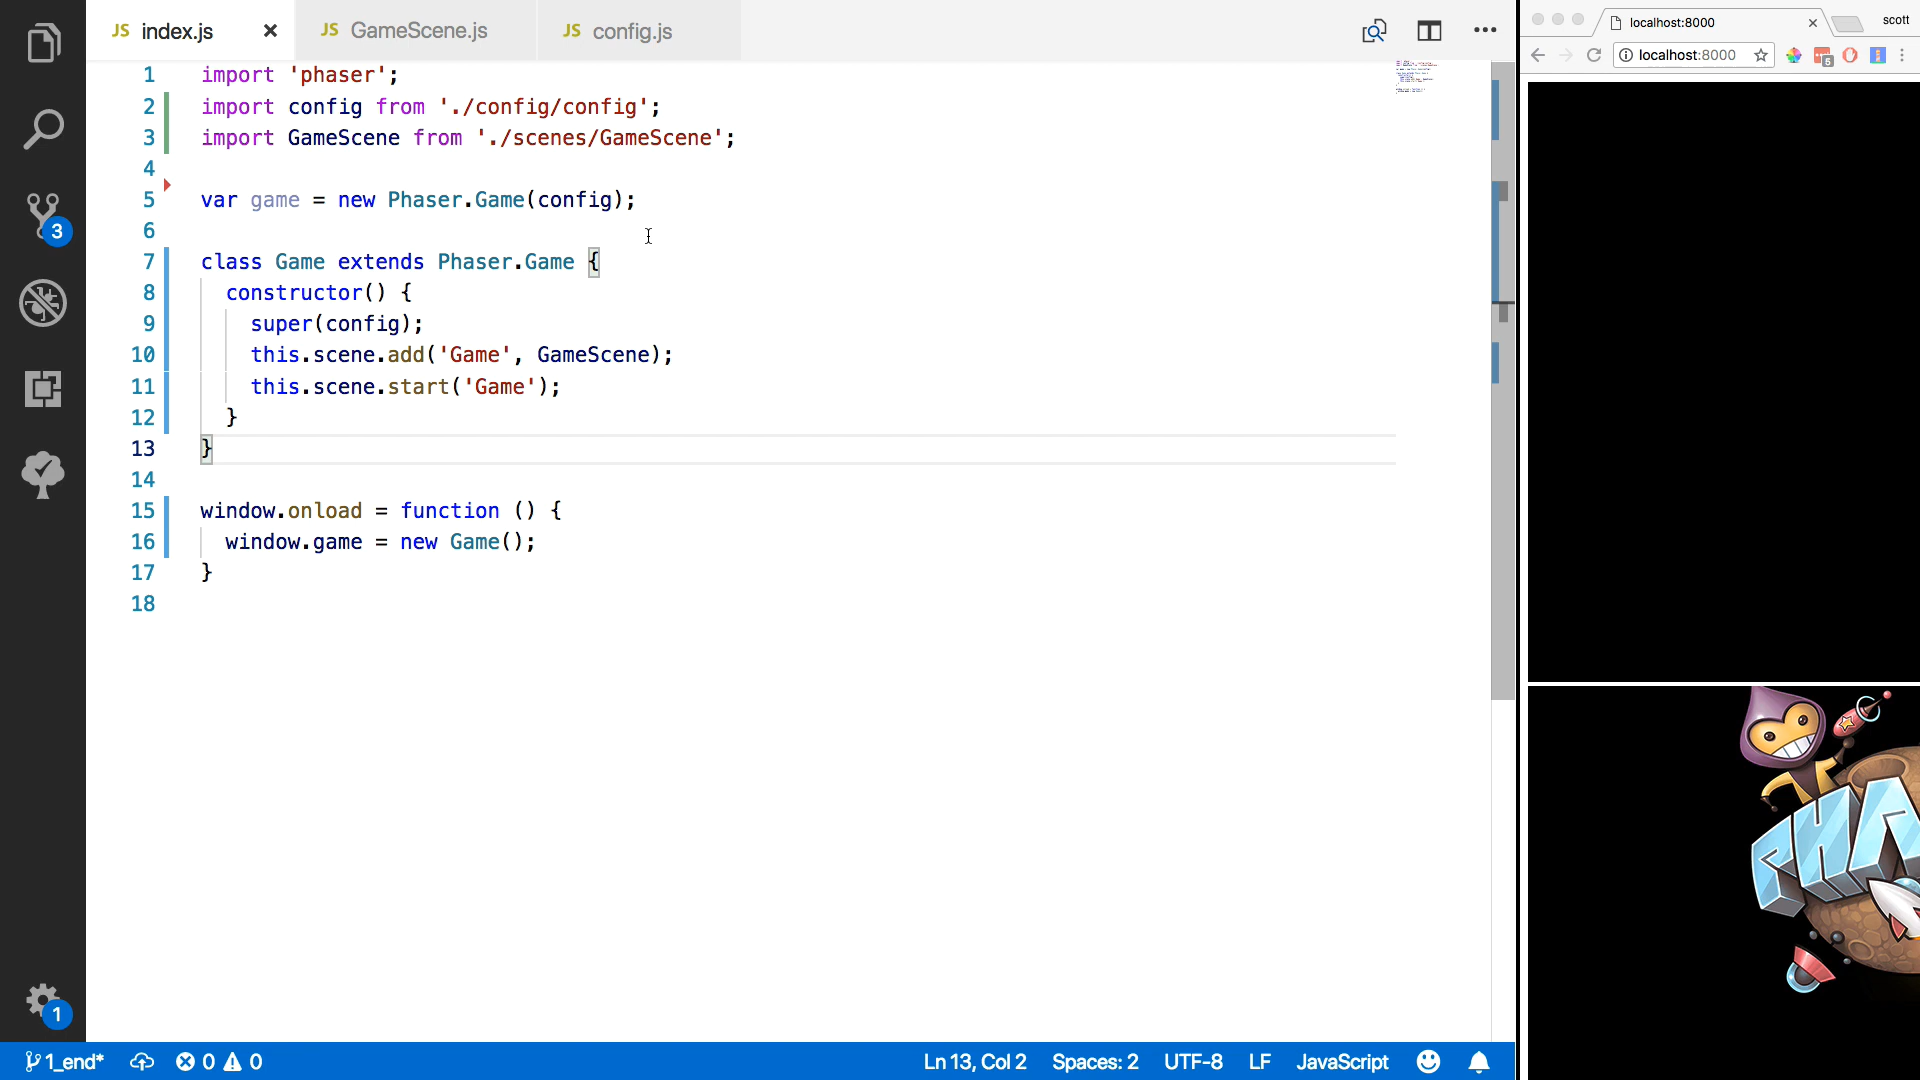 JS index.js
JS GameScene.js
JS config.js
1 import 'phaser';
2 import config from './config/config';
3 import GameScene from './scenes/GameScene';
4
5 var game = new Phaser.Game(config);
6
7 class Game extends Phaser.Game {
8 constructor() {
9 super(config);
10 this.scene.add('Game', GameScene);
11 this.scene.start('Game');
12 }
13 }
14
15 window.onload = function () {
16 window.game = new Game();
17 }
18
3
1
1_end* 0 0
Ln 13, Col 2 Spaces: 2 UTF-8 LF JavaScript
localhost:8000 scott
localhost:8000
5
PHA